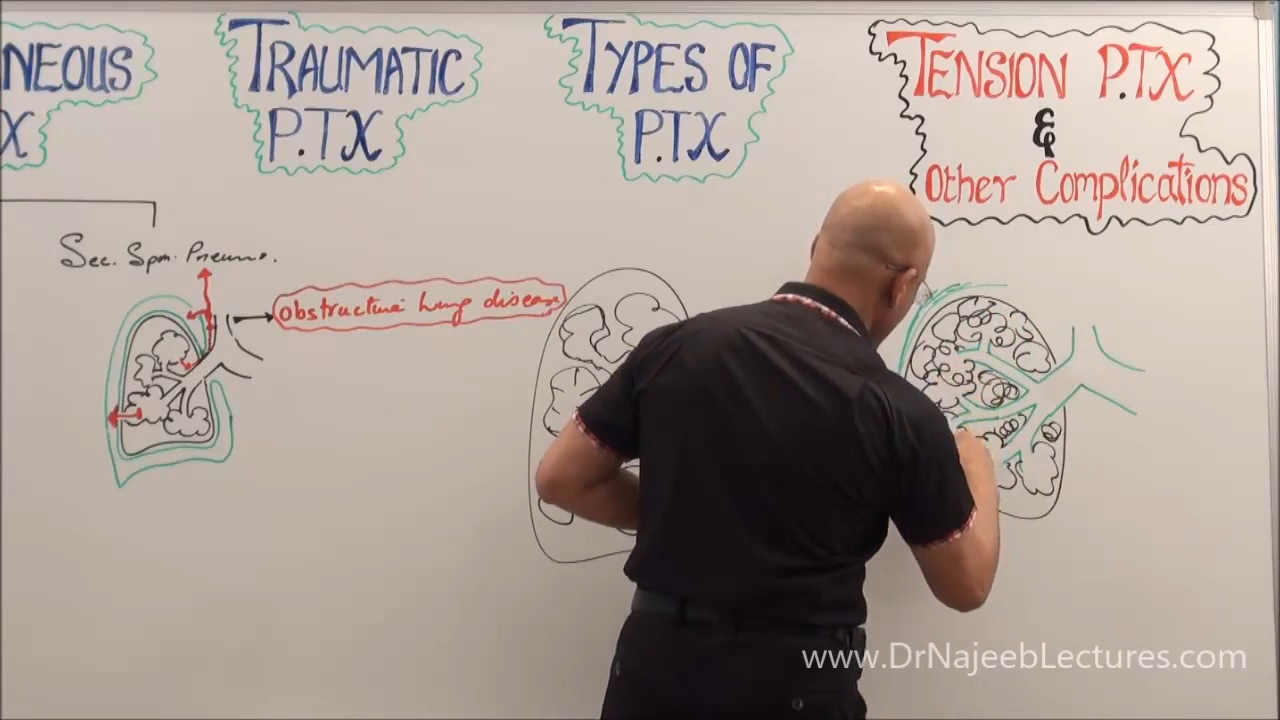 NEOUS
X
TRAUMATIC
P.TX
TYPES OF
P.TX
TENSION P.TX
&
Other Complications
Sec. Spon. Pneumo.
Obstructive Lung disease
www.DrNajeebLectures.com